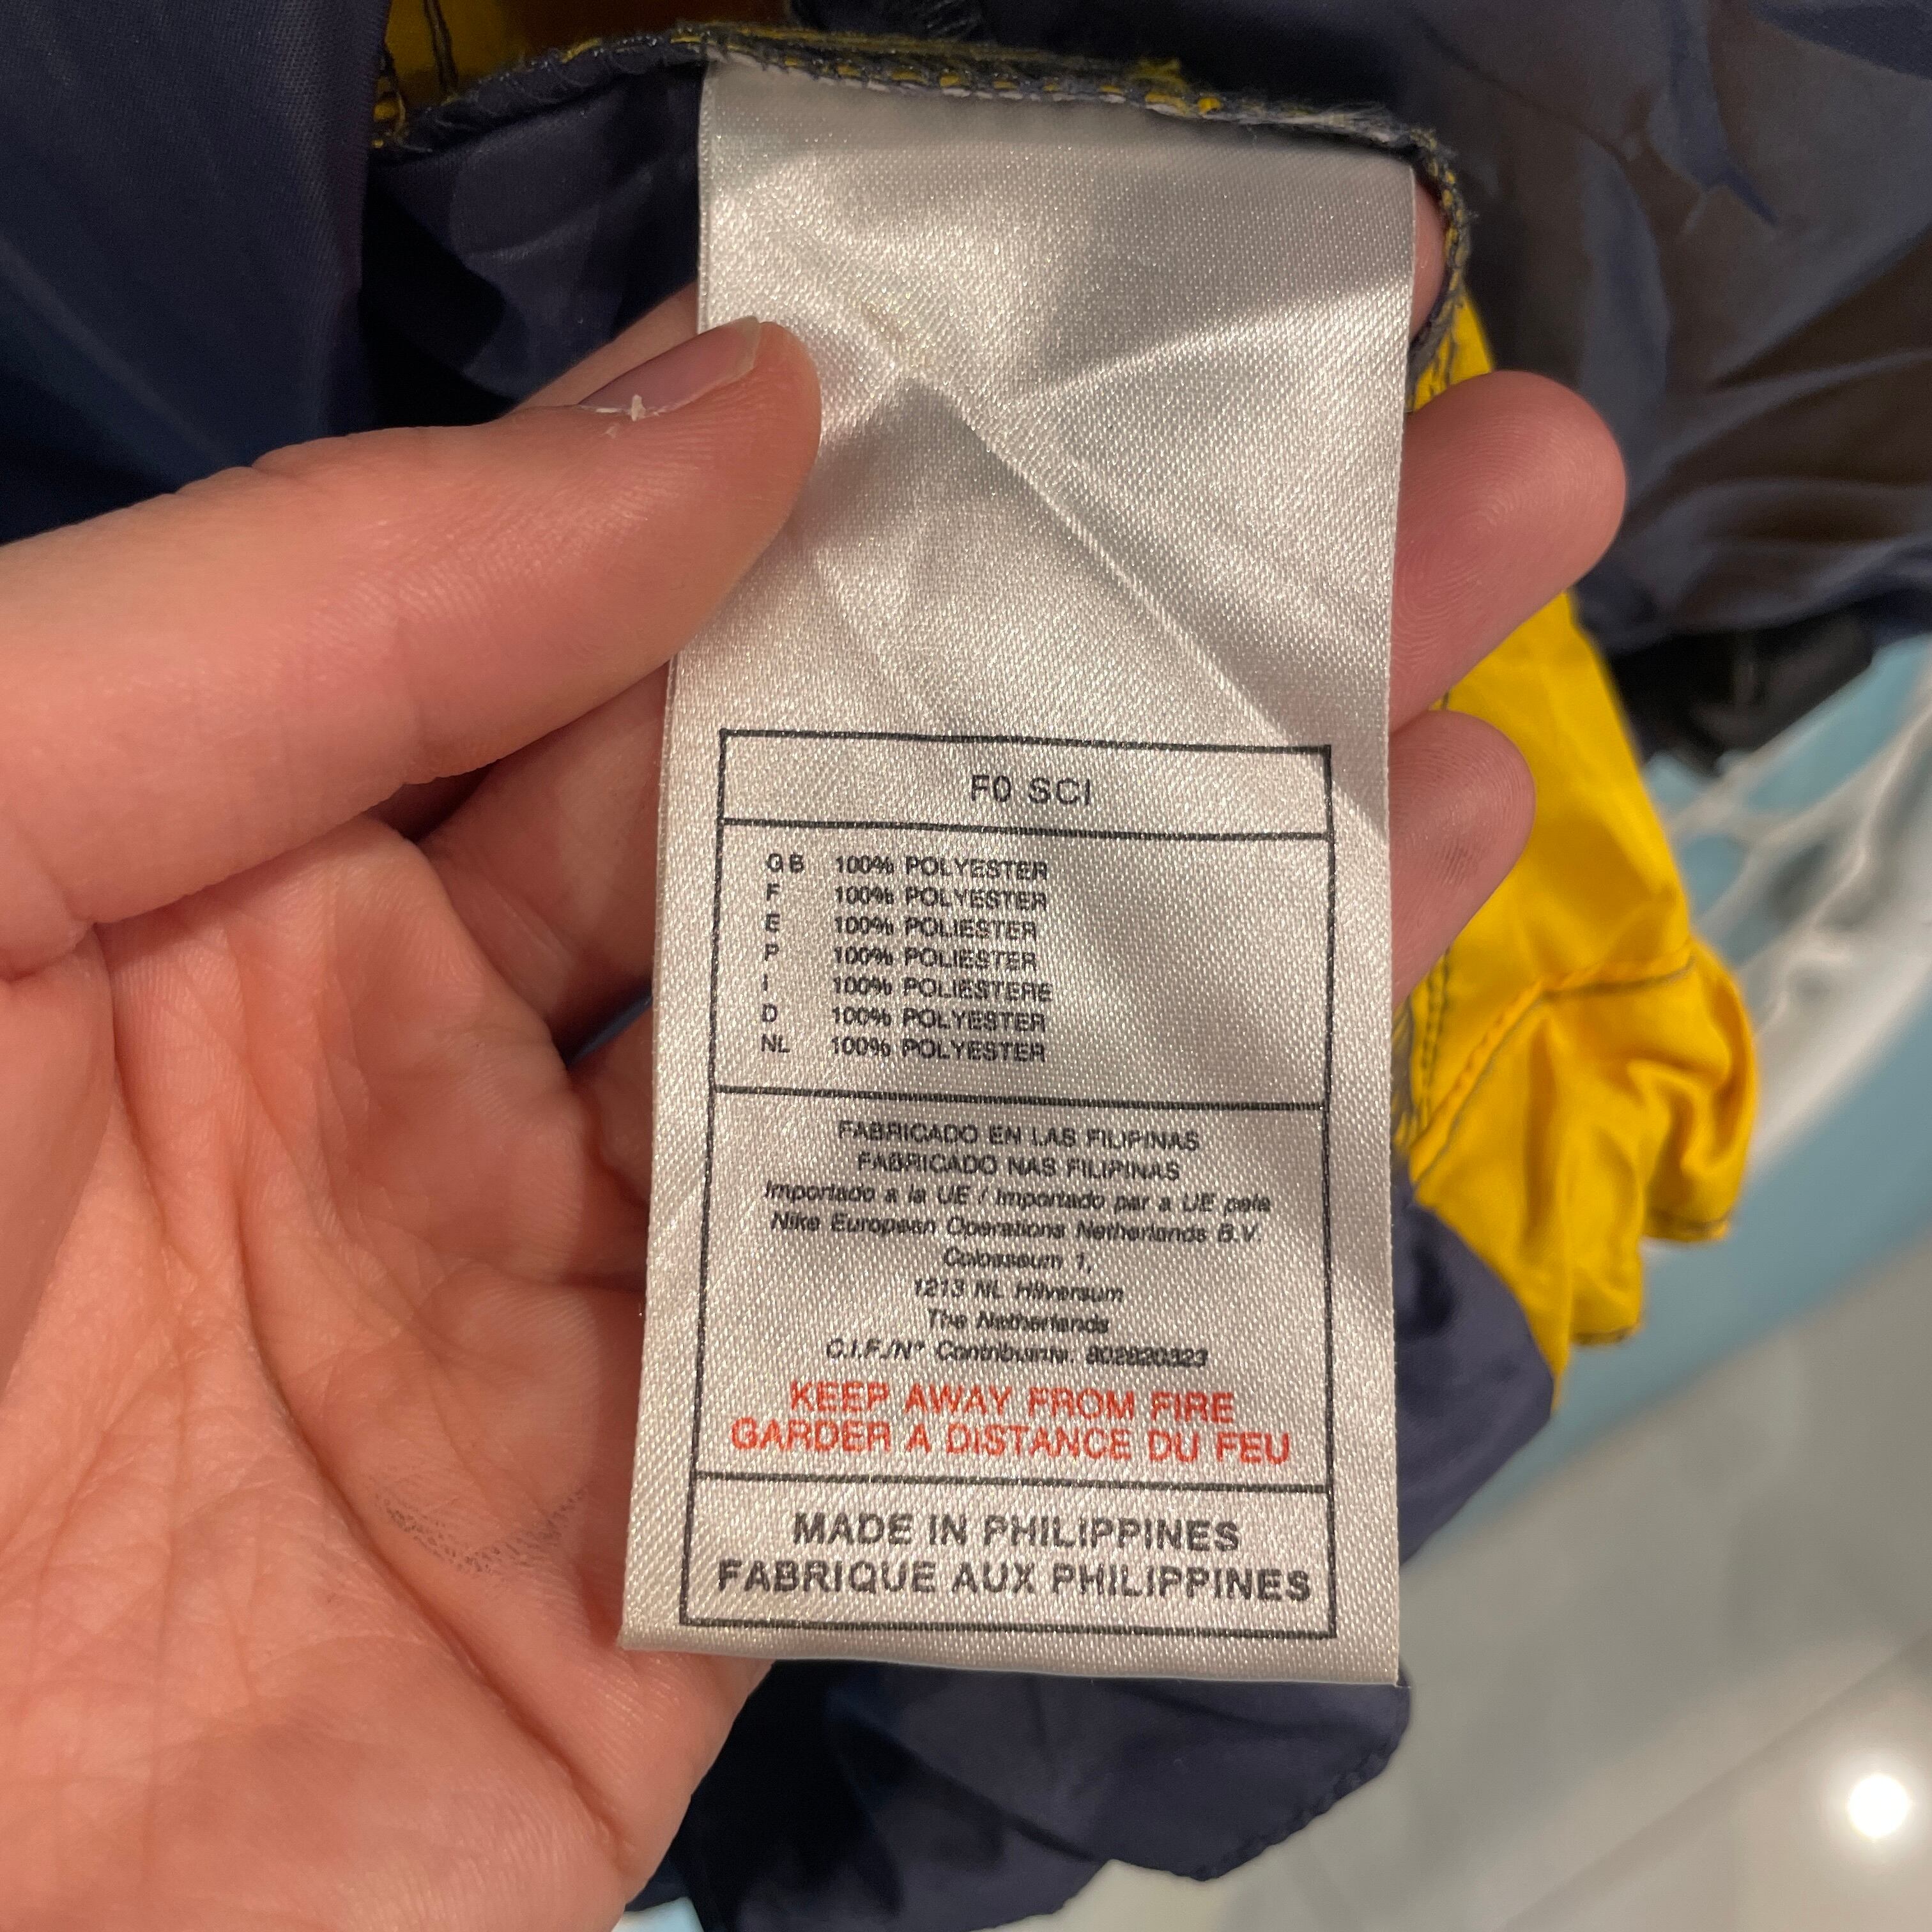 F0 SCI
GB 100% POLYESTER
F 100% POLYESTER
E 100% POLIESTER
P 100% POLIESTER
I 100% POLIESTERE
D 100% POLYESTER
NL 100% POLYESTER
FABRICADO EN LAS FILIPINAS
FABRICADO NAS FILIPINAS
Importado a la UE / Importado par a UE pela
Nike European Operations Netherlands B.V.
Colosseum 1,
1213 NL Hilversum
The Netherlands
C.I.F./N° Contribuinte: 802820323
KEEP AWAY FROM FIRE
GARDER A DISTANCE DU FEU
MADE IN PHILIPPINES
FABRIQUE AUX PHILIPPINES